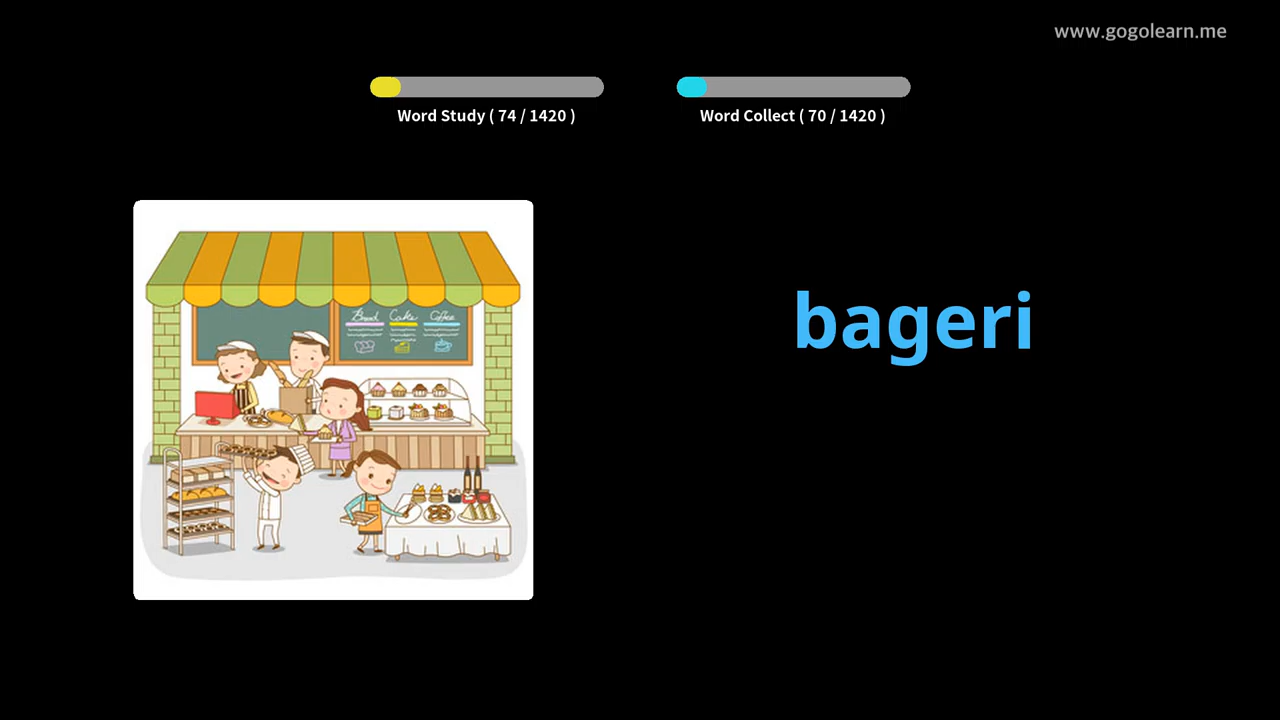 www.gogolearn.me
Word Study ( 74 / 1420 )
Word Collect ( 70 / 1420 )
Bread Cake Coffee
bageri